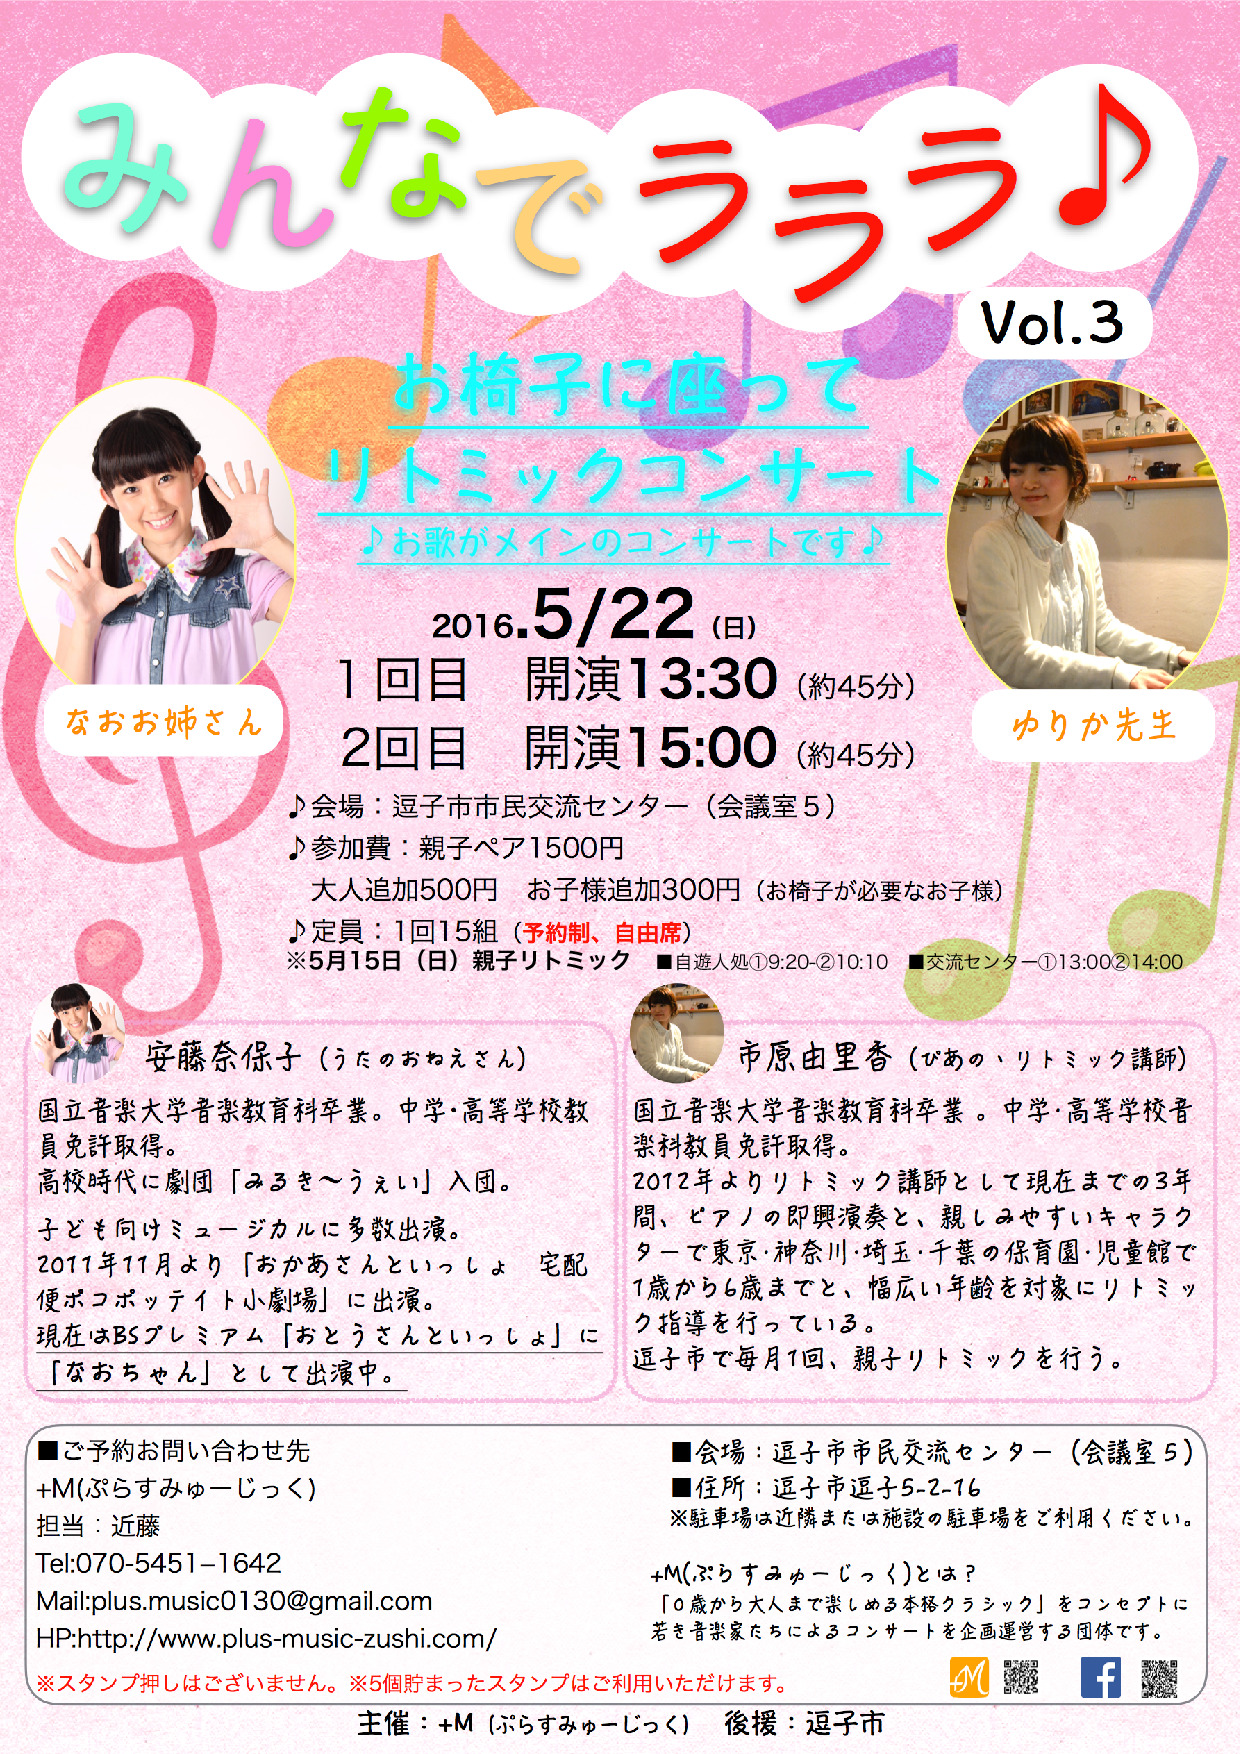 みんなでラララ♪
Vol.3
お椅子に座って
リトミックコンサート
♪お歌がメインのコンサートです♪
2016.5/22（日）
1回目　開演13:30（約45分）
2回目　開演15:00（約45分）
なおお姉さん
ゆりか先生
♪会場：逗子市市民交流センター（会議室５）
♪参加費：親子ペア1500円
大人追加500円　お子様追加300円（お椅子が必要なお子様）
♪定員：1回15組（予約制、自由席）
※5月15日（日）親子リトミック　■自遊人処①9:20-②10:10　■交流センター①13:00②14:00
安藤奈保子（うたのおねえさん）
国立音楽大学音楽教育科卒業。中学･高等学校教
員免許取得。
高校時代に劇団「みるき〜うぇい」入団。
子ども向けミュージカルに多数出演。
2011年11月より「おかあさんといっしょ　宅配
便ポコポッテイト小劇場」に出演。
現在はBSプレミアム「おとうさんといっしょ」に
「なおちゃん」として出演中。
市原由里香（ぴあの、リトミック講師）
国立音楽大学音楽教育科卒業 。中学･高等学校音
楽科教員免許取得。
2012年よりリトミック講師として現在までの3年
間、ピアノの即興演奏と、親しみやすいキャラク
ターで東京･神奈川･埼玉･千葉の保育園･児童館で
1歳から6歳までと、幅広い年齢を対象にリトミッ
ク指導を行っている。
逗子市で毎月1回、親子リトミックを行う。
■ご予約お問い合わせ先
+M(ぷらすみゅーじっく)
担当：近藤
Tel:070-5451–1642
Mail:plus.music0130@gmail.com
HP:http://www.plus-music-zushi.com/
※スタンプ押しはございません。※5個貯まったスタンプはご利用いただけます。
■会場：逗子市市民交流センター（会議室５）
■住所：逗子市逗子5-2-16
※駐車場は近隣または施設の駐車場をご利用ください。
+M(ぷらすみゅーじっく)とは？
「０歳から大人まで楽しめる本格クラシック」をコンセプトに
若き音楽家たちによるコンサートを企画運営する団体です。
+M
f
主催：+M（ぷらすみゅーじっく）　後援：逗子市